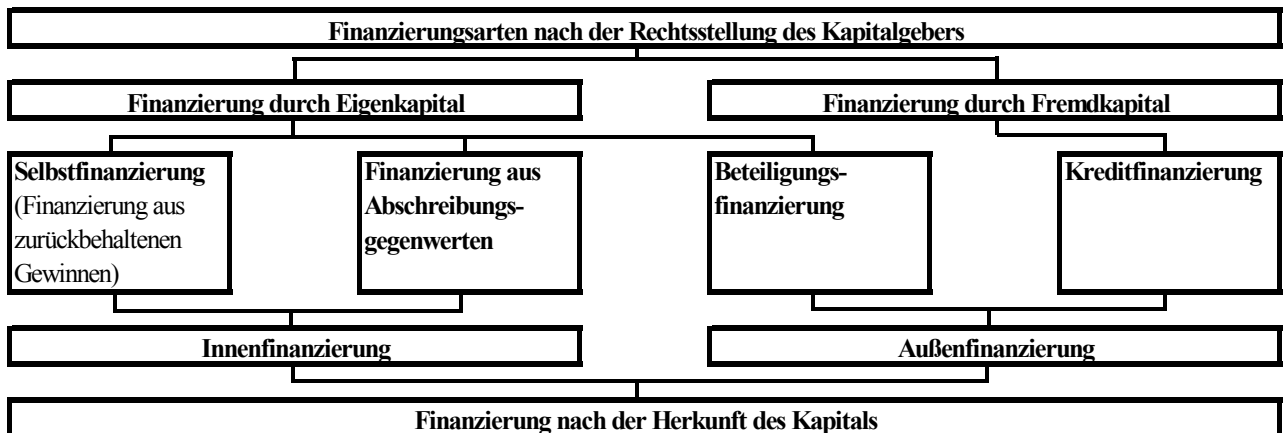 Finanzierungsarten nach der Rechtsstellung des Kapitalgebers
Finanzierung durch Eigenkapital
Finanzierung durch Fremdkapital
Selbstfinanzierung
(Finanzierung aus
zurückbehaltenen
Gewinnen)
Finanzierung aus
Abschreibungs-
gegenwerten
Beteiligungs-
finanzierung
Kreditfinanzierung
Innenfinanzierung
Außenfinanzierung
Finanzierung nach der Herkunft des Kapitals